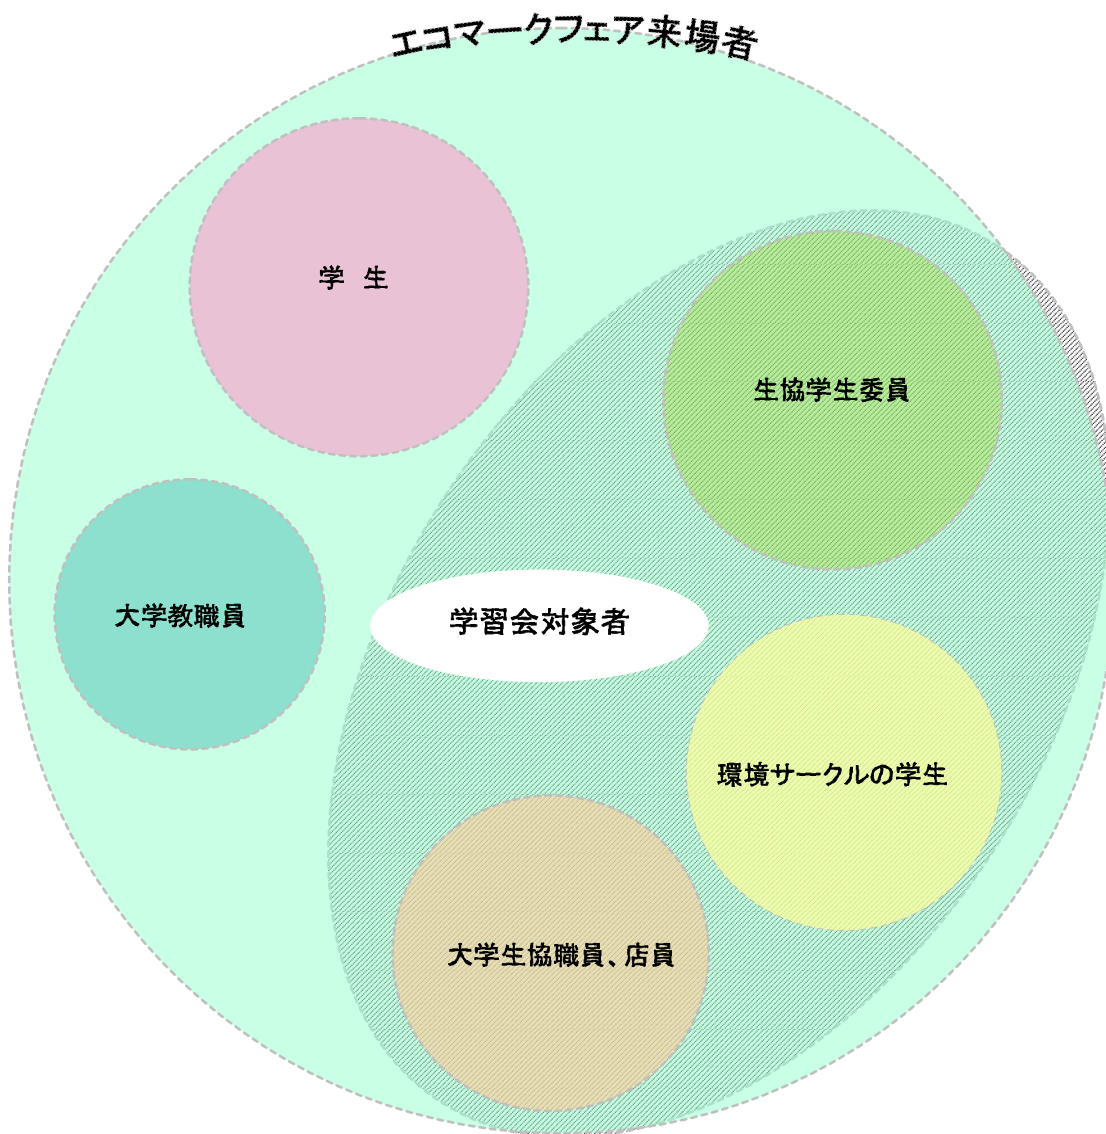 エコマークフェア来場者
学　生
生協学生委員
大学教職員
学習会対象者
環境サークルの学生
大学生協職員、店員